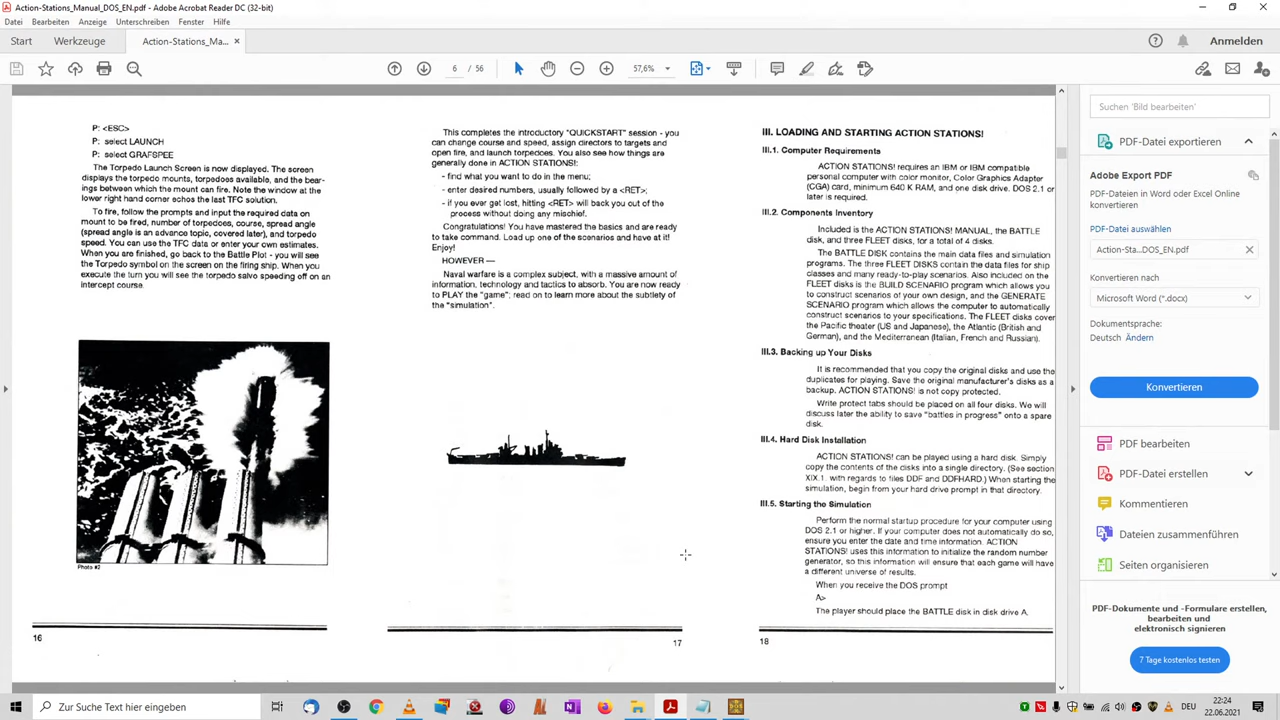 Action-Stations_Manual_DOS_EN.pdf - Adobe Acrobat Reader DC (32-bit)
Datei Bearbeiten Anzeige Unterschreiben Fenster Hilfe
Start Werkzeuge Action-Stations_Ma... × Anmelden
6 / 56 57,6%
P: <ESC>
P: select LAUNCH
P: select GRAFSPEE
The Torpedo Launch Screen is now displayed. The screen
displays the torpedo mounts, torpedoes available, and the bear-
ings between which the mount can fire. Note the window at the
lower right hand corner echos the last TFC solution.
To fire, follow the prompts and input the required data on
mount to be fired, number of torpedoes, course, spread angle
(spread angle is an advance topic, covered later), and torpedo
speed. You can use the TFC data or enter your own estimates.
When you are finished, go back to the Battle Plot - you will see
the Torpedo symbol on the screen on the firing ship. When you
execute the turn you will see the torpedo salvo speeding off on an
intercept course.
Photo #2
16
This completes the introductory "QUICKSTART" session - you
can change course and speed, assign directors to targets and
open fire, and launch torpedoes. You also see how things are
generally done in ACTION STATIONS!:
- find what you want to do in the menu;
- enter desired numbers, usually followed by a <RET>;
- if you ever get lost, hitting <RET> will back you out of the
process without doing any mischief.
Congratulations! You have mastered the basics and are ready
to take command. Load up one of the scenarios and have at it!
Enjoy!
HOWEVER —
Naval warfare is a complex subject, with a massive amount of
information, technology and tactics to absorb. You are now ready
to PLAY the "game"; read on to learn more about the subtlety of
the "simulation".
17
III. LOADING AND STARTING ACTION STATIONS!
III.1. Computer Requirements
ACTION STATIONS! requires an IBM or IBM compatible
personal computer with color monitor, Color Graphics Adapter
(CGA) card, minimum 640 K RAM, and one disk drive. DOS 2.1 or
later is required.
III.2. Components Inventory
Included is the ACTION STATIONS! MANUAL, the BATTLE
disk, and three FLEET disks, for a total of 4 disks.
The BATTLE DISK contains the main data files and simulation
programs. The three FLEET DISKS contain the data files for ship
classes and many ready-to-play scenarios. Also included on the
FLEET disks is the BUILD SCENARIO program which allows you
to construct scenarios of your own design, and the GENERATE
SCENARIO program which allows the computer to automatically
construct scenarios to your specifications. The FLEET disks cover
the Pacific theater (US and Japanese), the Atlantic (British and
German), and the Mediterranean (Italian, French and Russian).
III.3. Backing up Your Disks
It is recommended that you copy the original disks and use the
duplicates for playing. Save the original manufacturer's disks as a
backup. ACTION STATIONS! is not copy protected.
Write protect tabs should be placed on all four disks. We will
discuss later the ability to save "battles in progress" onto a spare
disk.
III.4. Hard Disk Installation
ACTION STATIONS! can be played using a hard disk. Simply
copy the contents of the disks into a single directory. (See section
XIX.1. with regards to files DDF and DDFHARD.) When starting the
simulation, begin from your hard drive prompt in that directory.
III.5. Starting the Simulation
Perform the normal startup procedure for your computer using
DOS 2.1 or higher. If your computer does not automatically do so,
ensure you enter the date and time information. ACTION
STATIONS! uses this information to initialize the random number
generator, so this information will ensure that each game will have
a different universe of results.
When you receive the DOS prompt
A>
The player should place the BATTLE disk in disk drive A.
18
Suchen 'Bild bearbeiten'
PDF-Datei exportieren
Adobe Export PDF
PDF-Dateien in Word oder Excel Online
konvertieren
PDF-Datei auswählen
Action-Sta...DOS_EN.pdf
Konvertieren nach
Microsoft Word (*.docx)
Dokumentsprache:
Deutsch Ändern
Konvertieren
PDF bearbeiten
PDF-Datei erstellen
Kommentieren
Dateien zusammenführen
Seiten organisieren
PDF-Dokumente und -Formulare erstellen,
bearbeiten und
elektronisch signieren
7 Tage kostenlos testen
Zur Suche Text hier eingeben
DEU
22:24
22.06.2021